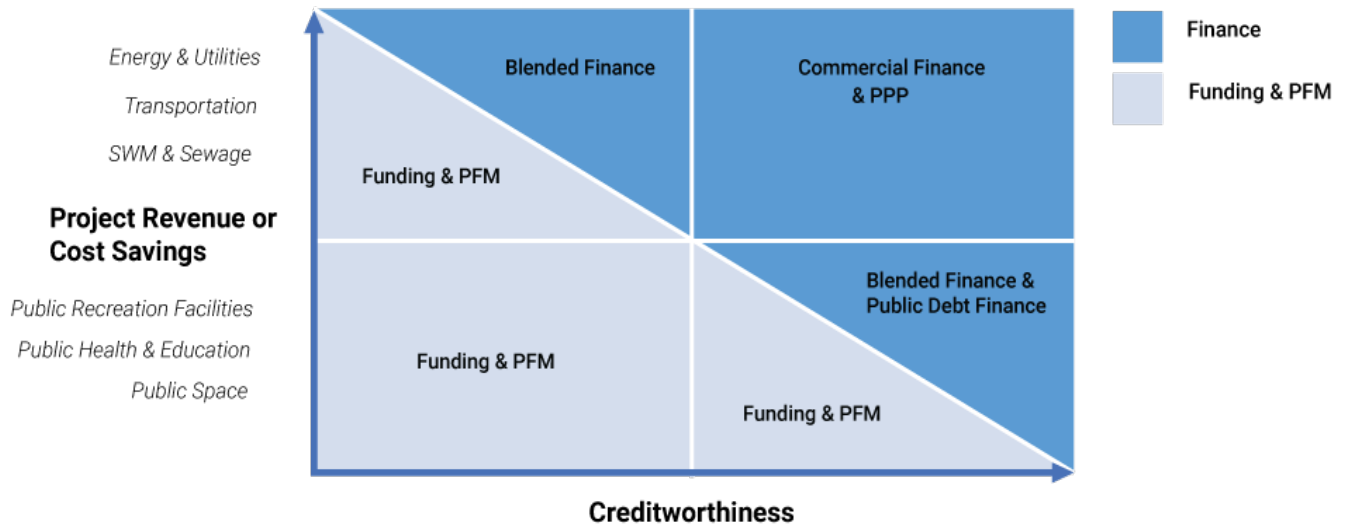 Energy & Utilities
Transportation
SWM & Sewage
Project Revenue or
Cost Savings
Public Recreation Facilities
Public Health & Education
Public Space
Blended Finance
Commercial Finance
& PPP
Funding & PFM
Blended Finance &
Public Debt Finance
Funding & PFM
Funding & PFM
Creditworthiness
Finance
Funding & PFM